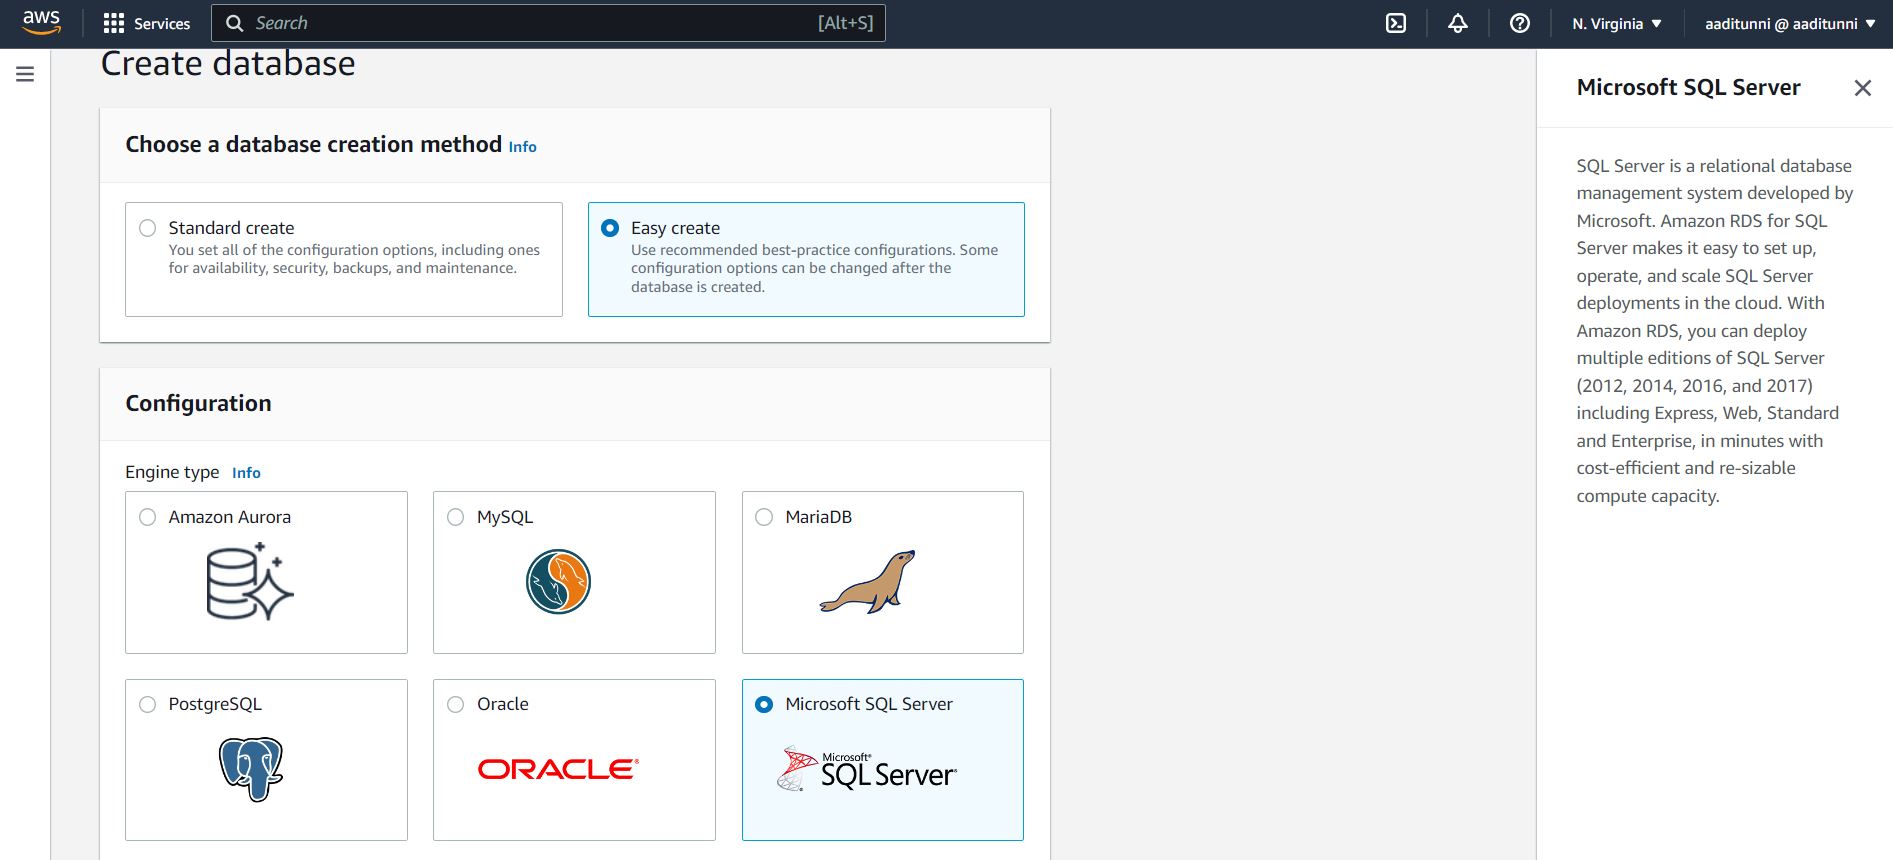 aws
Services
Search
[Alt+S]
N. Virginia
aaditunni @ aaditunni
Create database
Choose a database creation method Info
Standard create
You set all of the configuration options, including ones
for availability, security, backups, and maintenance.
Easy create
Use recommended best-practice configurations. Some
configuration options can be changed after the
database is created.
Configuration
Engine type Info
Amazon Aurora
MySQL
MariaDB
PostgreSQL
Oracle
ORACLE®
Microsoft SQL Server
Microsoft®
SQL Server®
Microsoft SQL Server
SQL Server is a relational database
management system developed by
Microsoft. Amazon RDS for SQL
Server makes it easy to set up,
operate, and scale SQL Server
deployments in the cloud. With
Amazon RDS, you can deploy
multiple editions of SQL Server
(2012, 2014, 2016, and 2017)
including Express, Web, Standard
and Enterprise, in minutes with
cost-efficient and re-sizable
compute capacity.